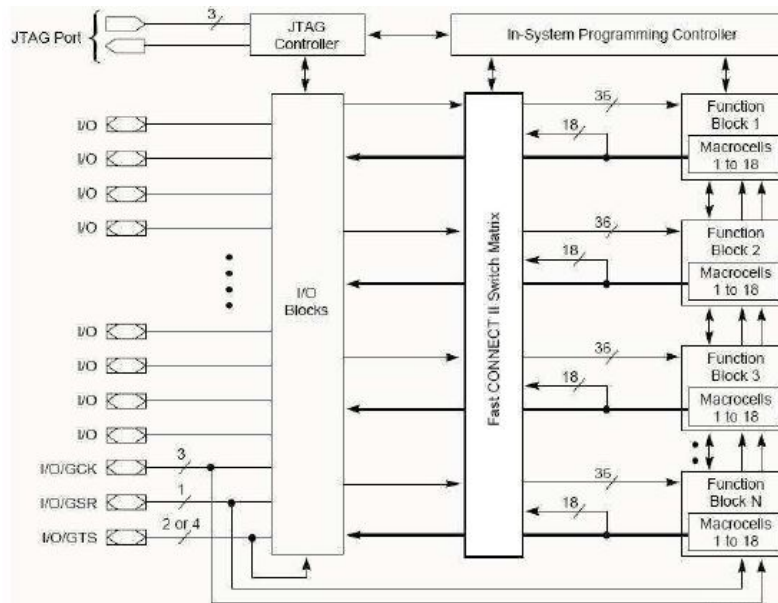 JTAG Port
3
JTAG
Controller
In-System Programming Controller
I/O
I/O
I/O
I/O
I/O
I/O
I/O
I/O
I/O/GCK
3
I/O/GSR
1
I/O/GTS
2 or 4
I/O
Blocks
Fast CONNECT II Switch Matrix
36
18
Function
Block 1
Macrocells
1 to 18
36
18
Function
Block 2
Macrocells
1 to 18
36
18
Function
Block 3
Macrocells
1 to 18
36
18
Function
Block N
Macrocells
1 to 18